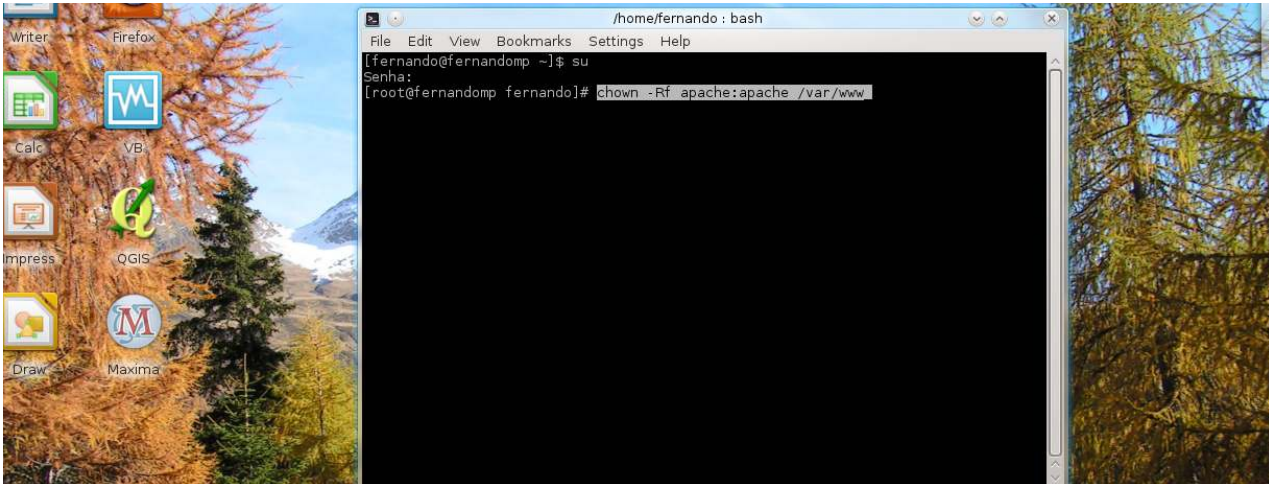 Writer
Firefox
Calc
VB
Impress
QGIS
Draw
Maxima
/home/fernando : bash
File Edit View Bookmarks Settings Help
[fernando@fernandomp ~]$ su
Senha:
[root@fernandomp fernando]# chown -Rf apache:apache /var/www